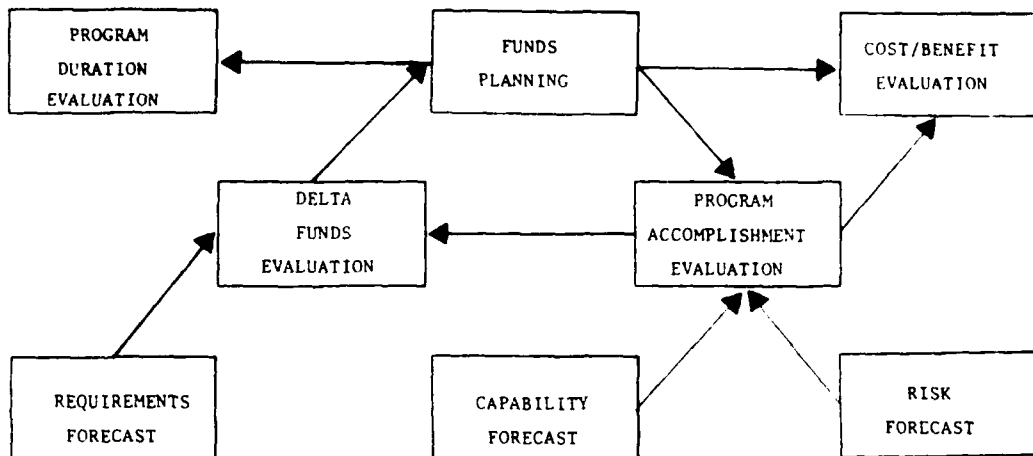 PROGRAM
DURATION
EVALUATION
FUNDS
PLANNING
COST/BENEFIT
EVALUATION
DELTA
FUNDS
EVALUATION
PROGRAM
ACCOMPLISHMENT
EVALUATION
REQUIREMENTS
FORECAST
CAPABILITY
FORECAST
RISK
FORECAST